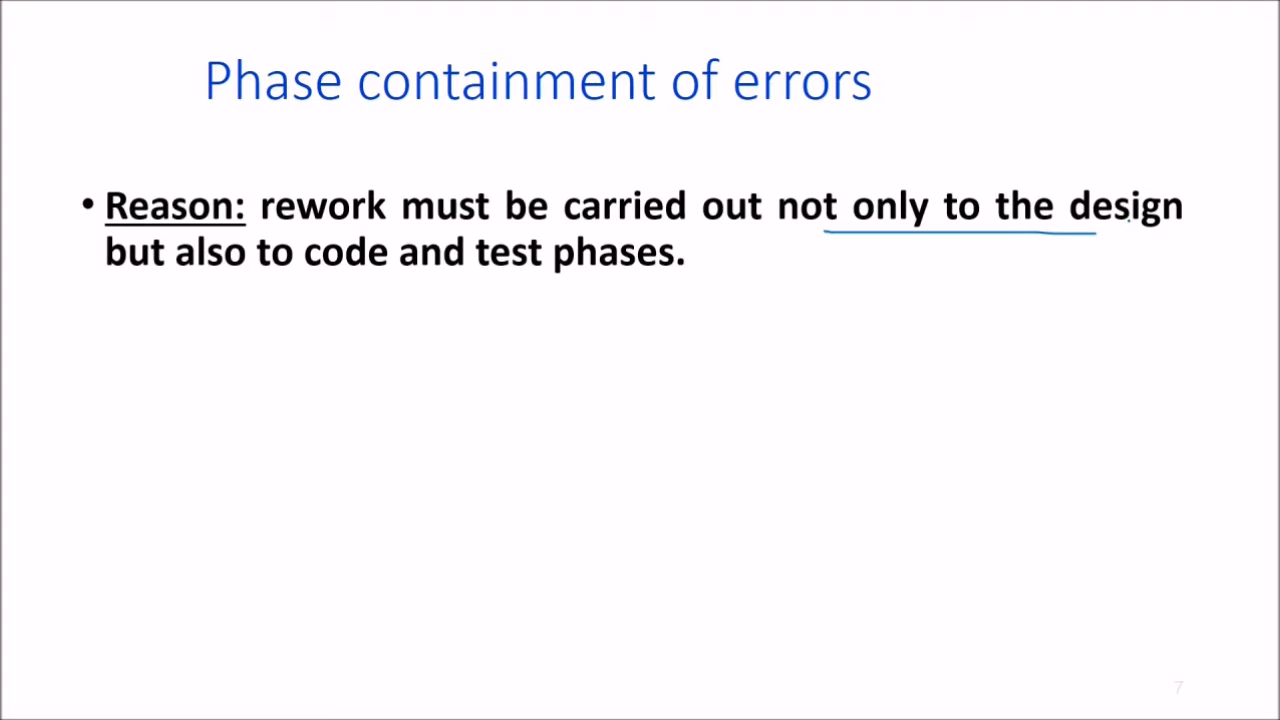 Phase containment of errors
• Reason: rework must be carried out not only to the design
but also to code and test phases.
7